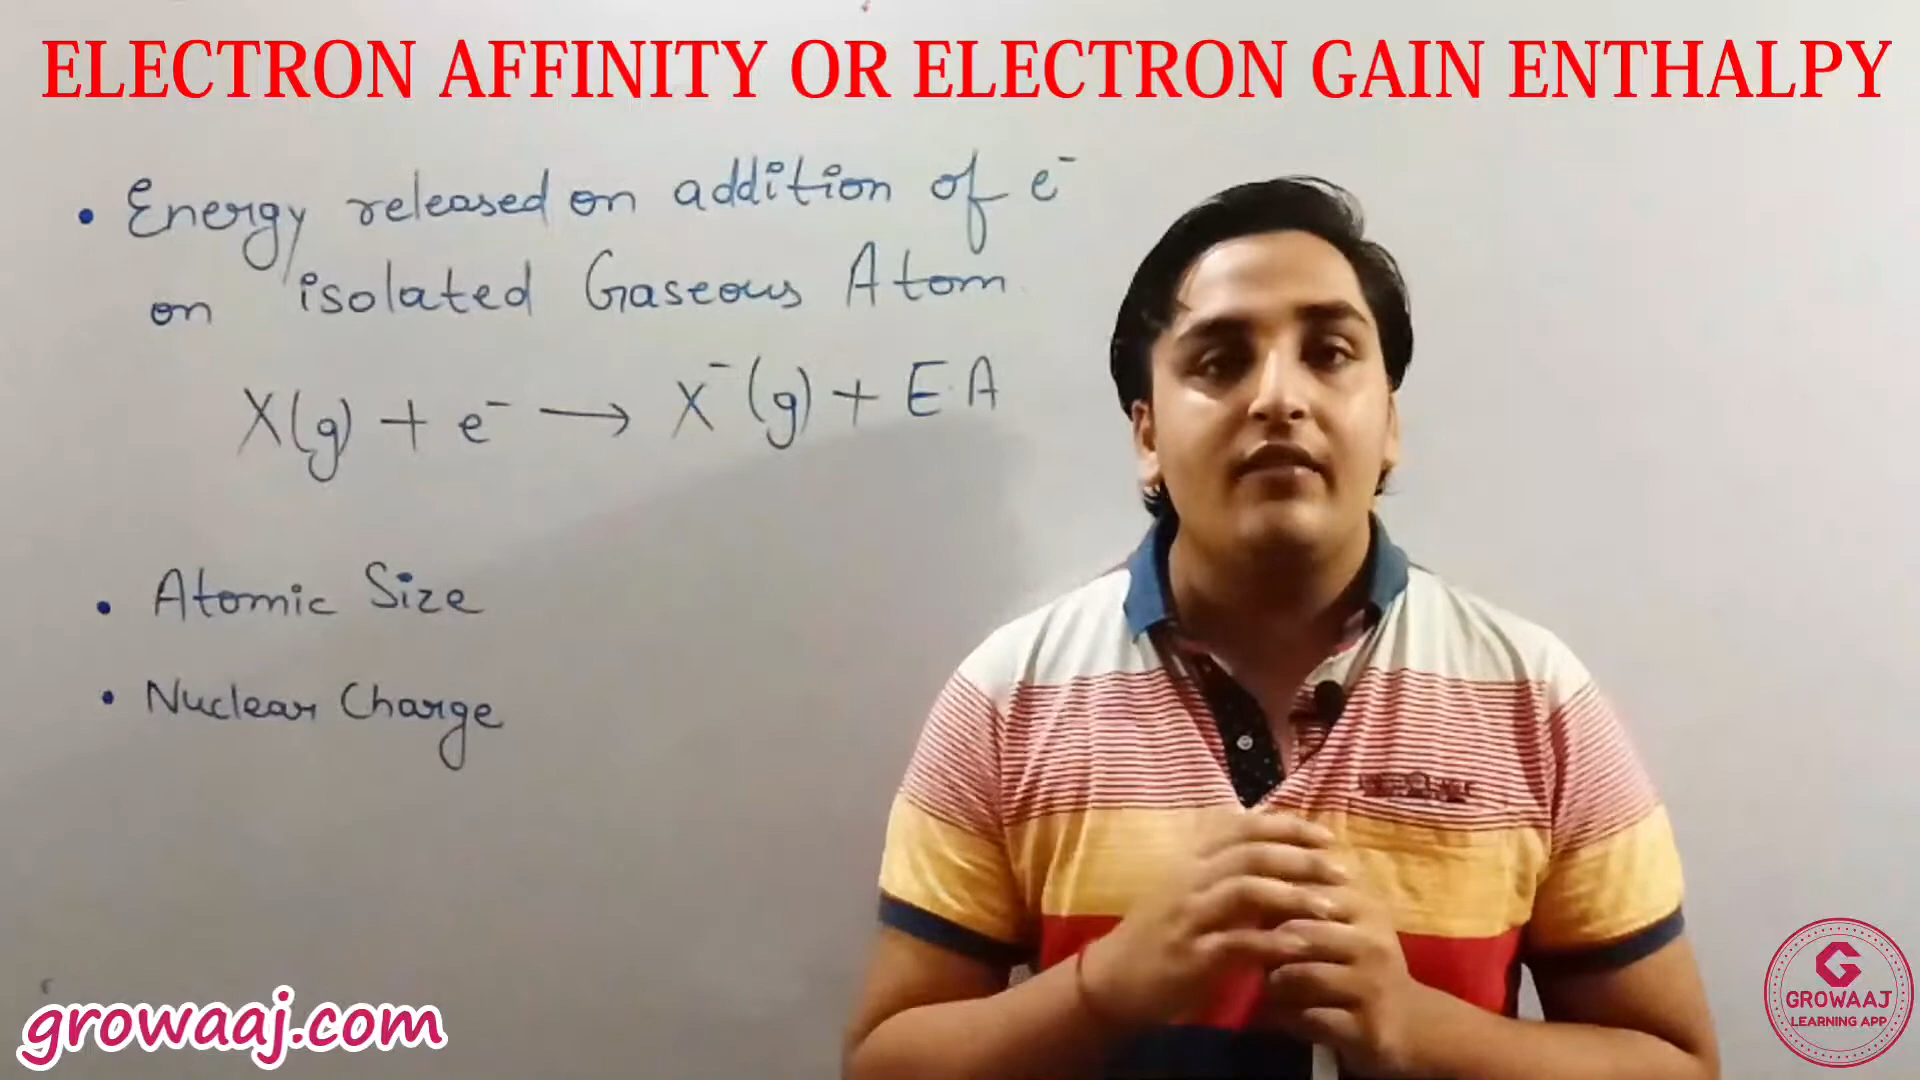 ELECTRON AFFINITY OR ELECTRON GAIN ENTHALPY
• Energy released on addition of e⁻
on isolated Gaseous Atom
X(g) + e⁻ → X⁻(g) + E.A
• Atomic Size
• Nuclear Charge
growaaj.com
G
GROWAAJ
LEARNING APP